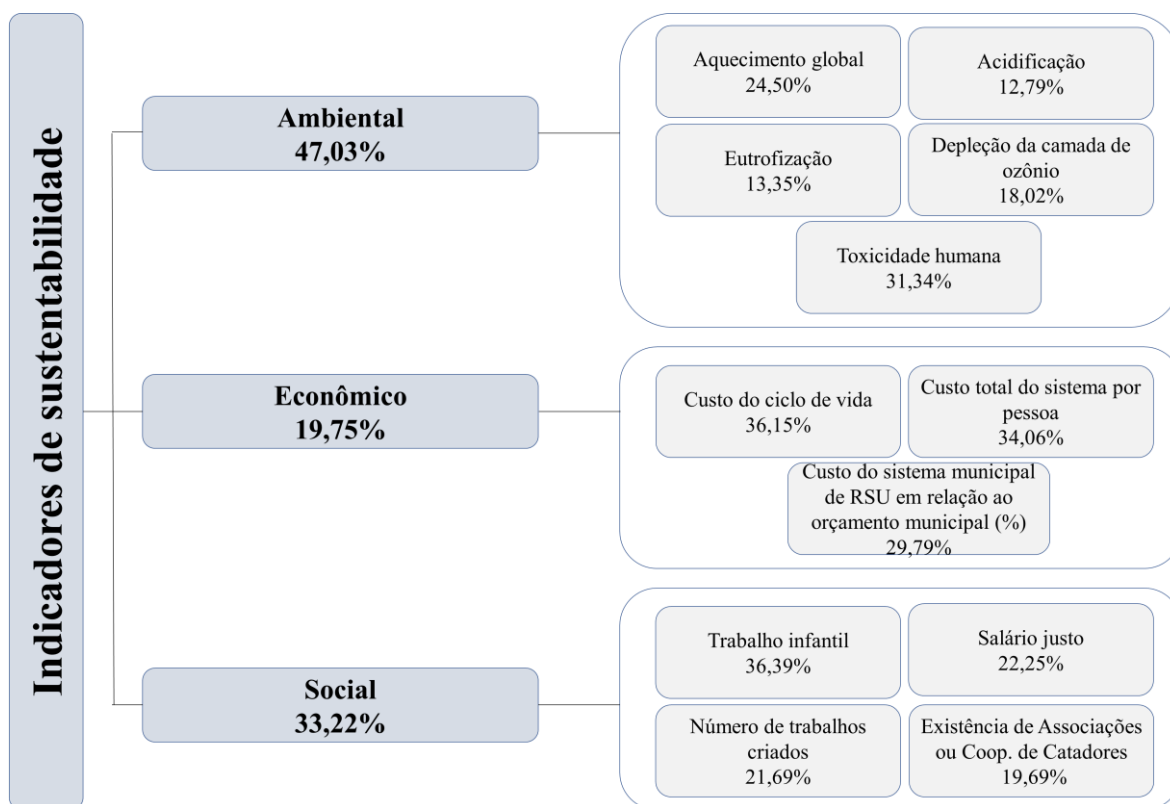 Indicadores de sustentabilidade
Ambiental
47,03%
Aquecimento global
24,50%
Acidificação
12,79%
Eutrofização
13,35%
Depleção da camada de
ozônio
18,02%
Toxicidade humana
31,34%
Econômico
19,75%
Custo do ciclo de vida
36,15%
Custo total do sistema por
pessoa
34,06%
Custo do sistema municipal
de RSU em relação ao
orçamento municipal (%)
29,79%
Social
33,22%
Trabalho infantil
36,39%
Salário justo
22,25%
Número de trabalhos
criados
21,69%
Existência de Associações
ou Coop. de Catadores
19,69%